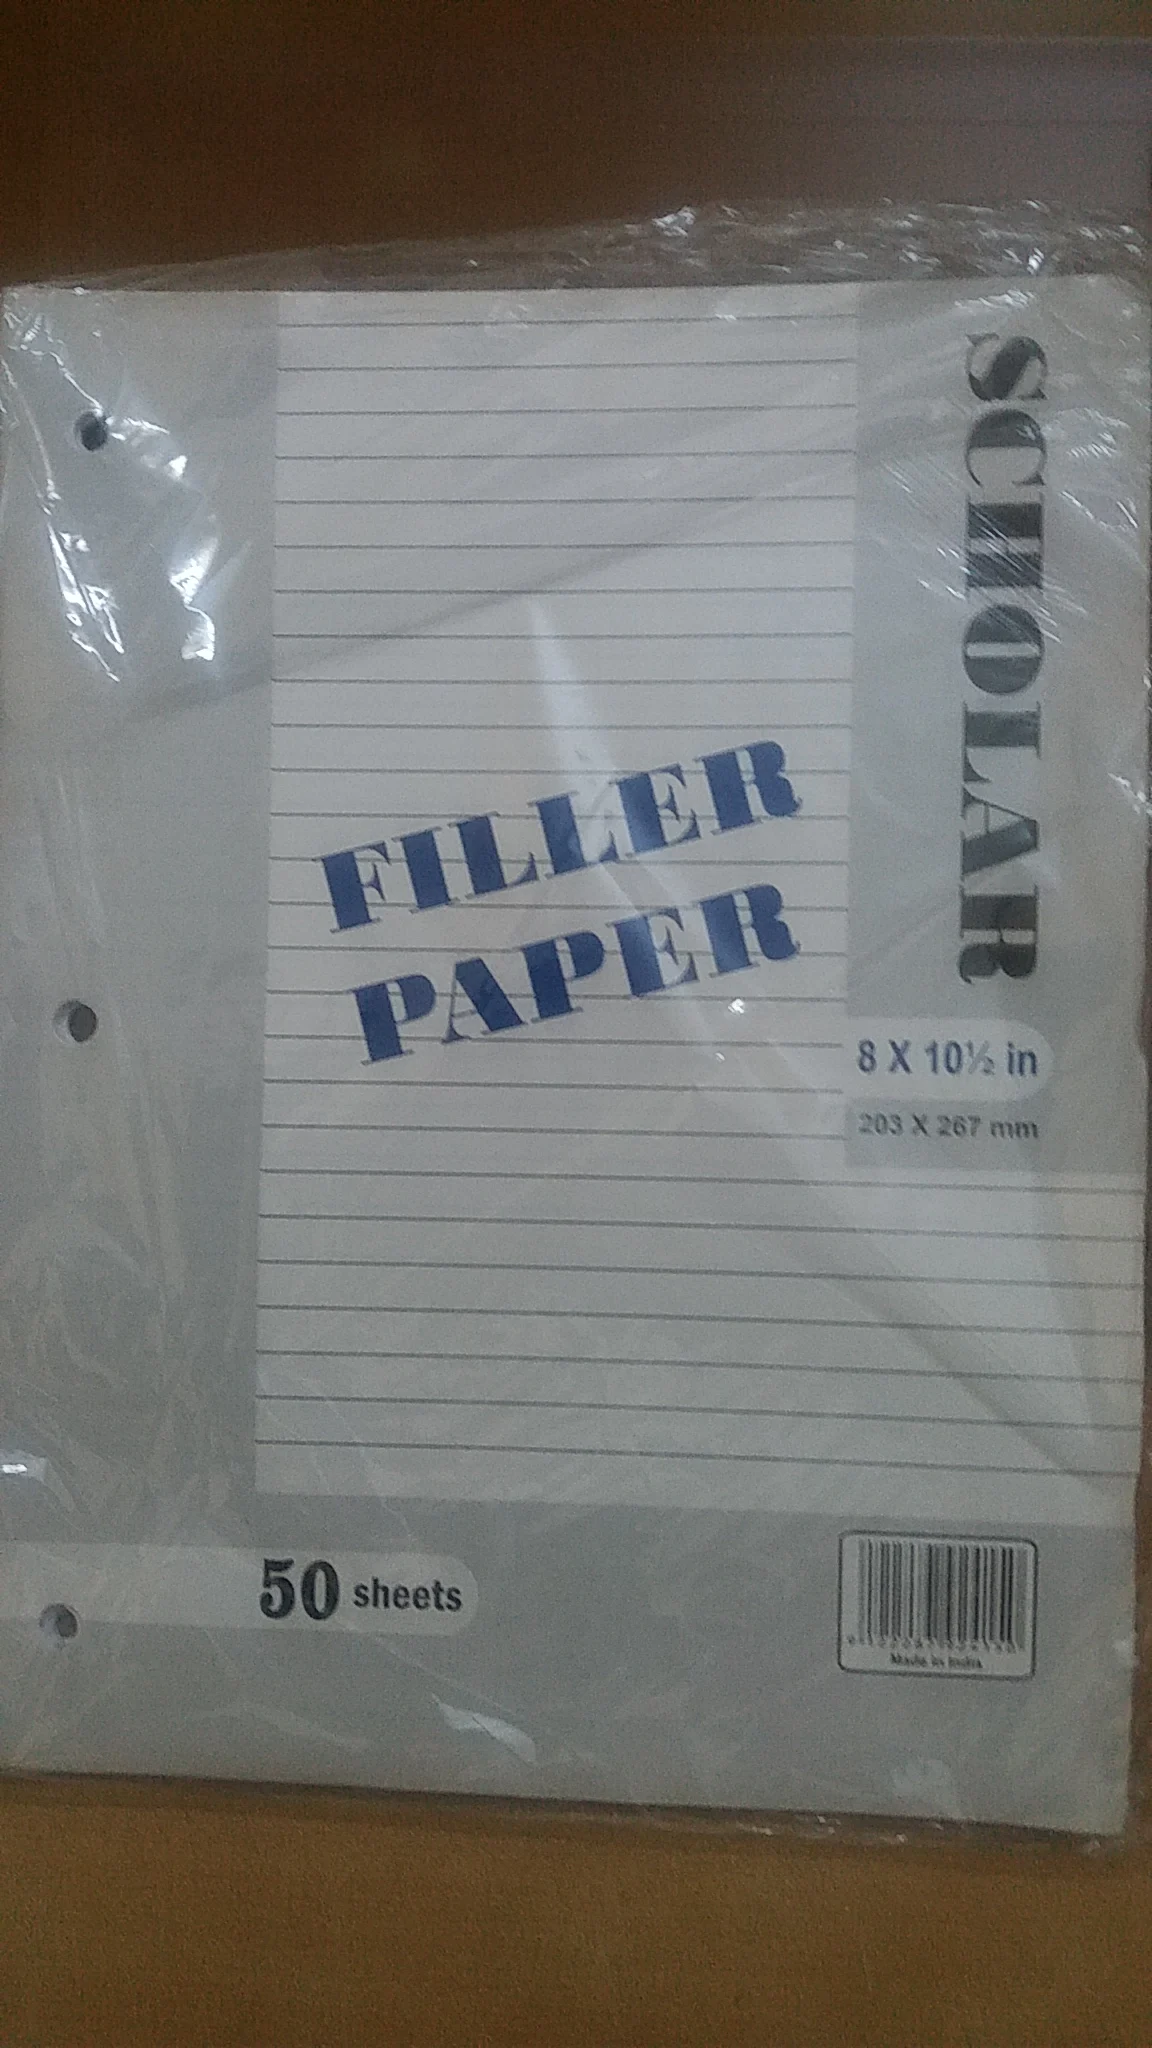 SCHOLAR
FILLER
PAPER
8 X 10½ in
203 X 267 mm
50 sheets
Made in India